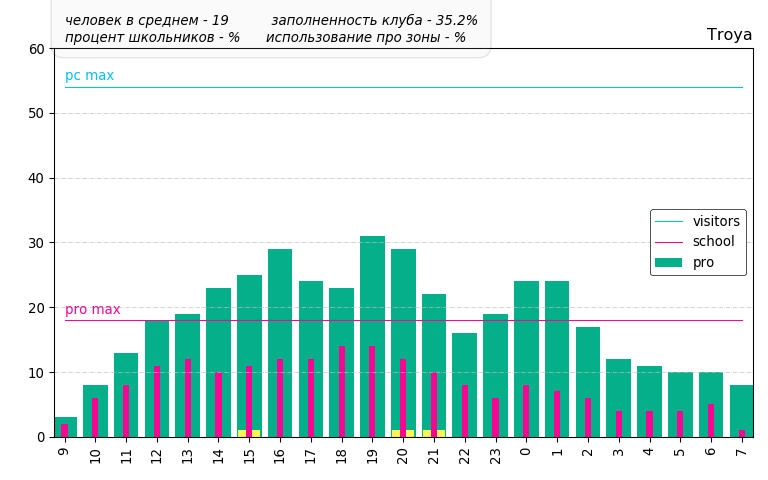 человек в среднем - 19 заполненность клуба - 35.2%
процент школьников - % использование про зоны - %
Troya
60
pc max
50
40
visitors
school
pro
30
20
pro max
10
0
9 10 11 12 13 14 15 16 17 18 19 20 21 22 23 0 1 2 3 4 5 6 7